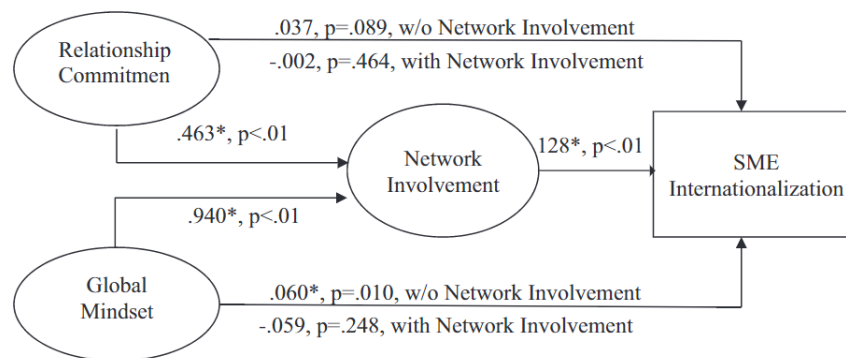 .037, p=.089, w/o Network Involvement
Relationship
Commitmen
-.002, p=.464, with Network Involvement
.463*, p<.01
Network
Involvement
128*, p<.01
SME
Internationalization
.940*, p<.01
Global
Mindset
.060*, p=.010, w/o Network Involvement
-.059, p=.248, with Network Involvement